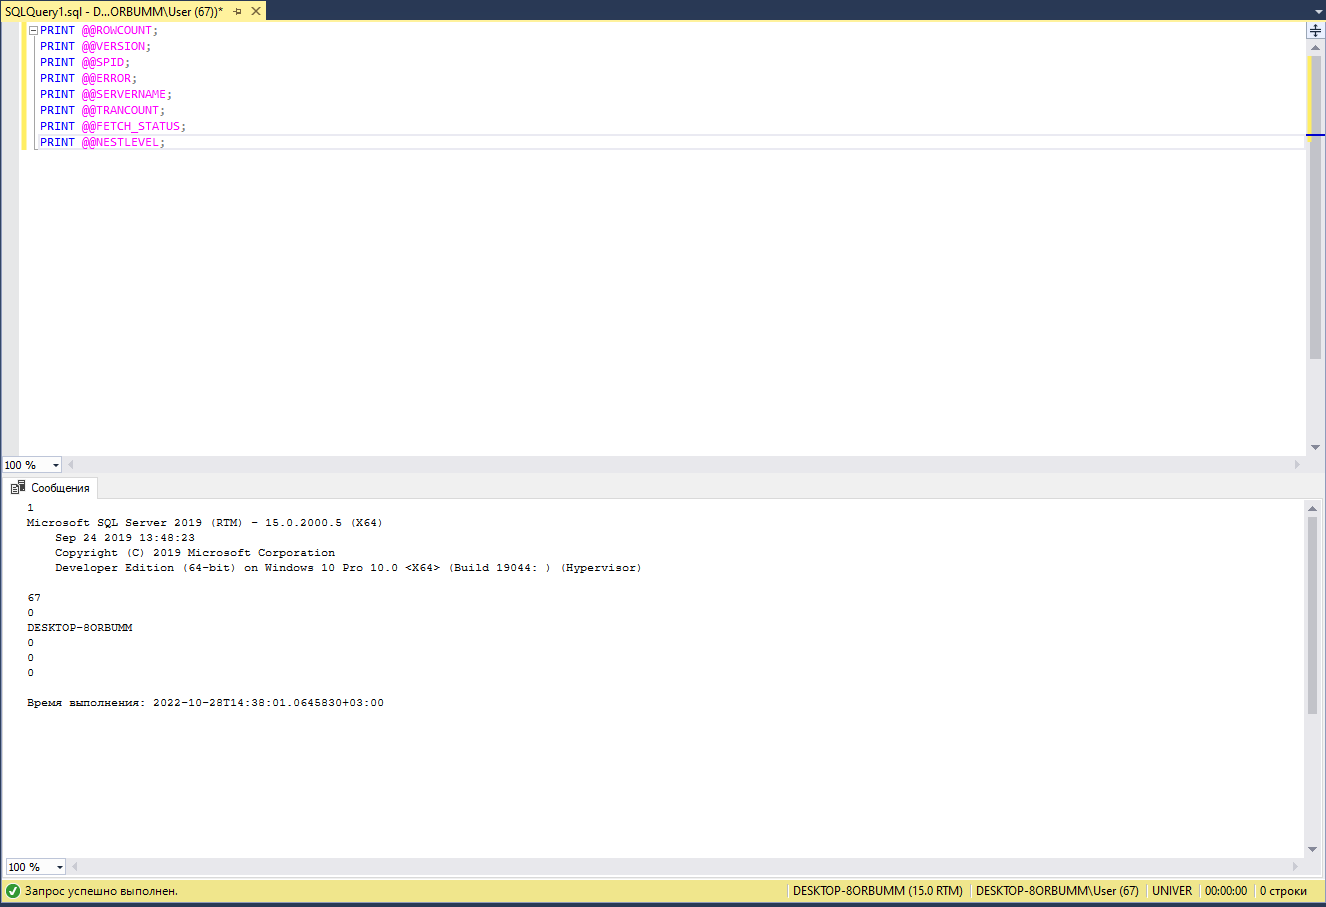 SQLQuery1.sql - D...ORBUMM\User (67))*
PRINT @@ROWCOUNT;
PRINT @@VERSION;
PRINT @@SPID;
PRINT @@ERROR;
PRINT @@SERVERNAME;
PRINT @@TRANCOUNT;
PRINT @@FETCH_STATUS;
PRINT @@NESTLEVEL;
100 %
Сообщения
1
Microsoft SQL Server 2019 (RTM) - 15.0.2000.5 (X64)
Sep 24 2019 13:48:23
Copyright (C) 2019 Microsoft Corporation
Developer Edition (64-bit) on Windows 10 Pro 10.0 <X64> (Build 19044: ) (Hypervisor)
67
0
DESKTOP-8ORBUMM
0
0
0
Время выполнения: 2022-10-28T14:38:01.0645830+03:00
100 %
Запрос успешно выполнен. DESKTOP-8ORBUMM (15.0 RTM) DESKTOP-8ORBUMM\User (67) UNIVER 00:00:00 0 строки